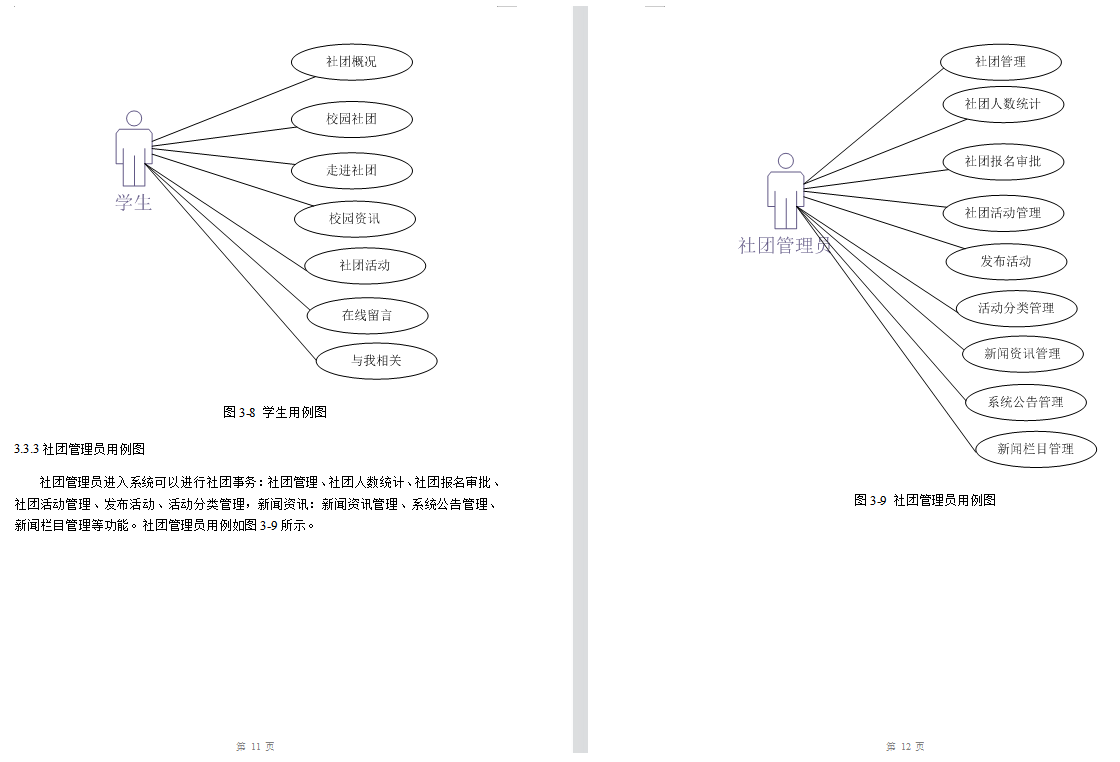 社团概况
校园社团
走进社团
学生
校园资讯
社团活动
在线留言
与我相关
图 3-8 学生用例图
3.3.3 社团管理员用例图
社团管理员进入系统可以进行社团事务：社团管理、社团人数统计、社团报名审批、
社团活动管理、发布活动、活动分类管理，新闻资讯：新闻资讯管理、系统公告管理、
新闻栏目管理等功能。社团管理员用例如图 3-9 所示。
第 11 页
社团管理
社团人数统计
社团报名审批
社团活动管理
社团管理员
发布活动
活动分类管理
新闻资讯管理
系统公告管理
新闻栏目管理
图 3-9 社团管理员用例图
第 12 页